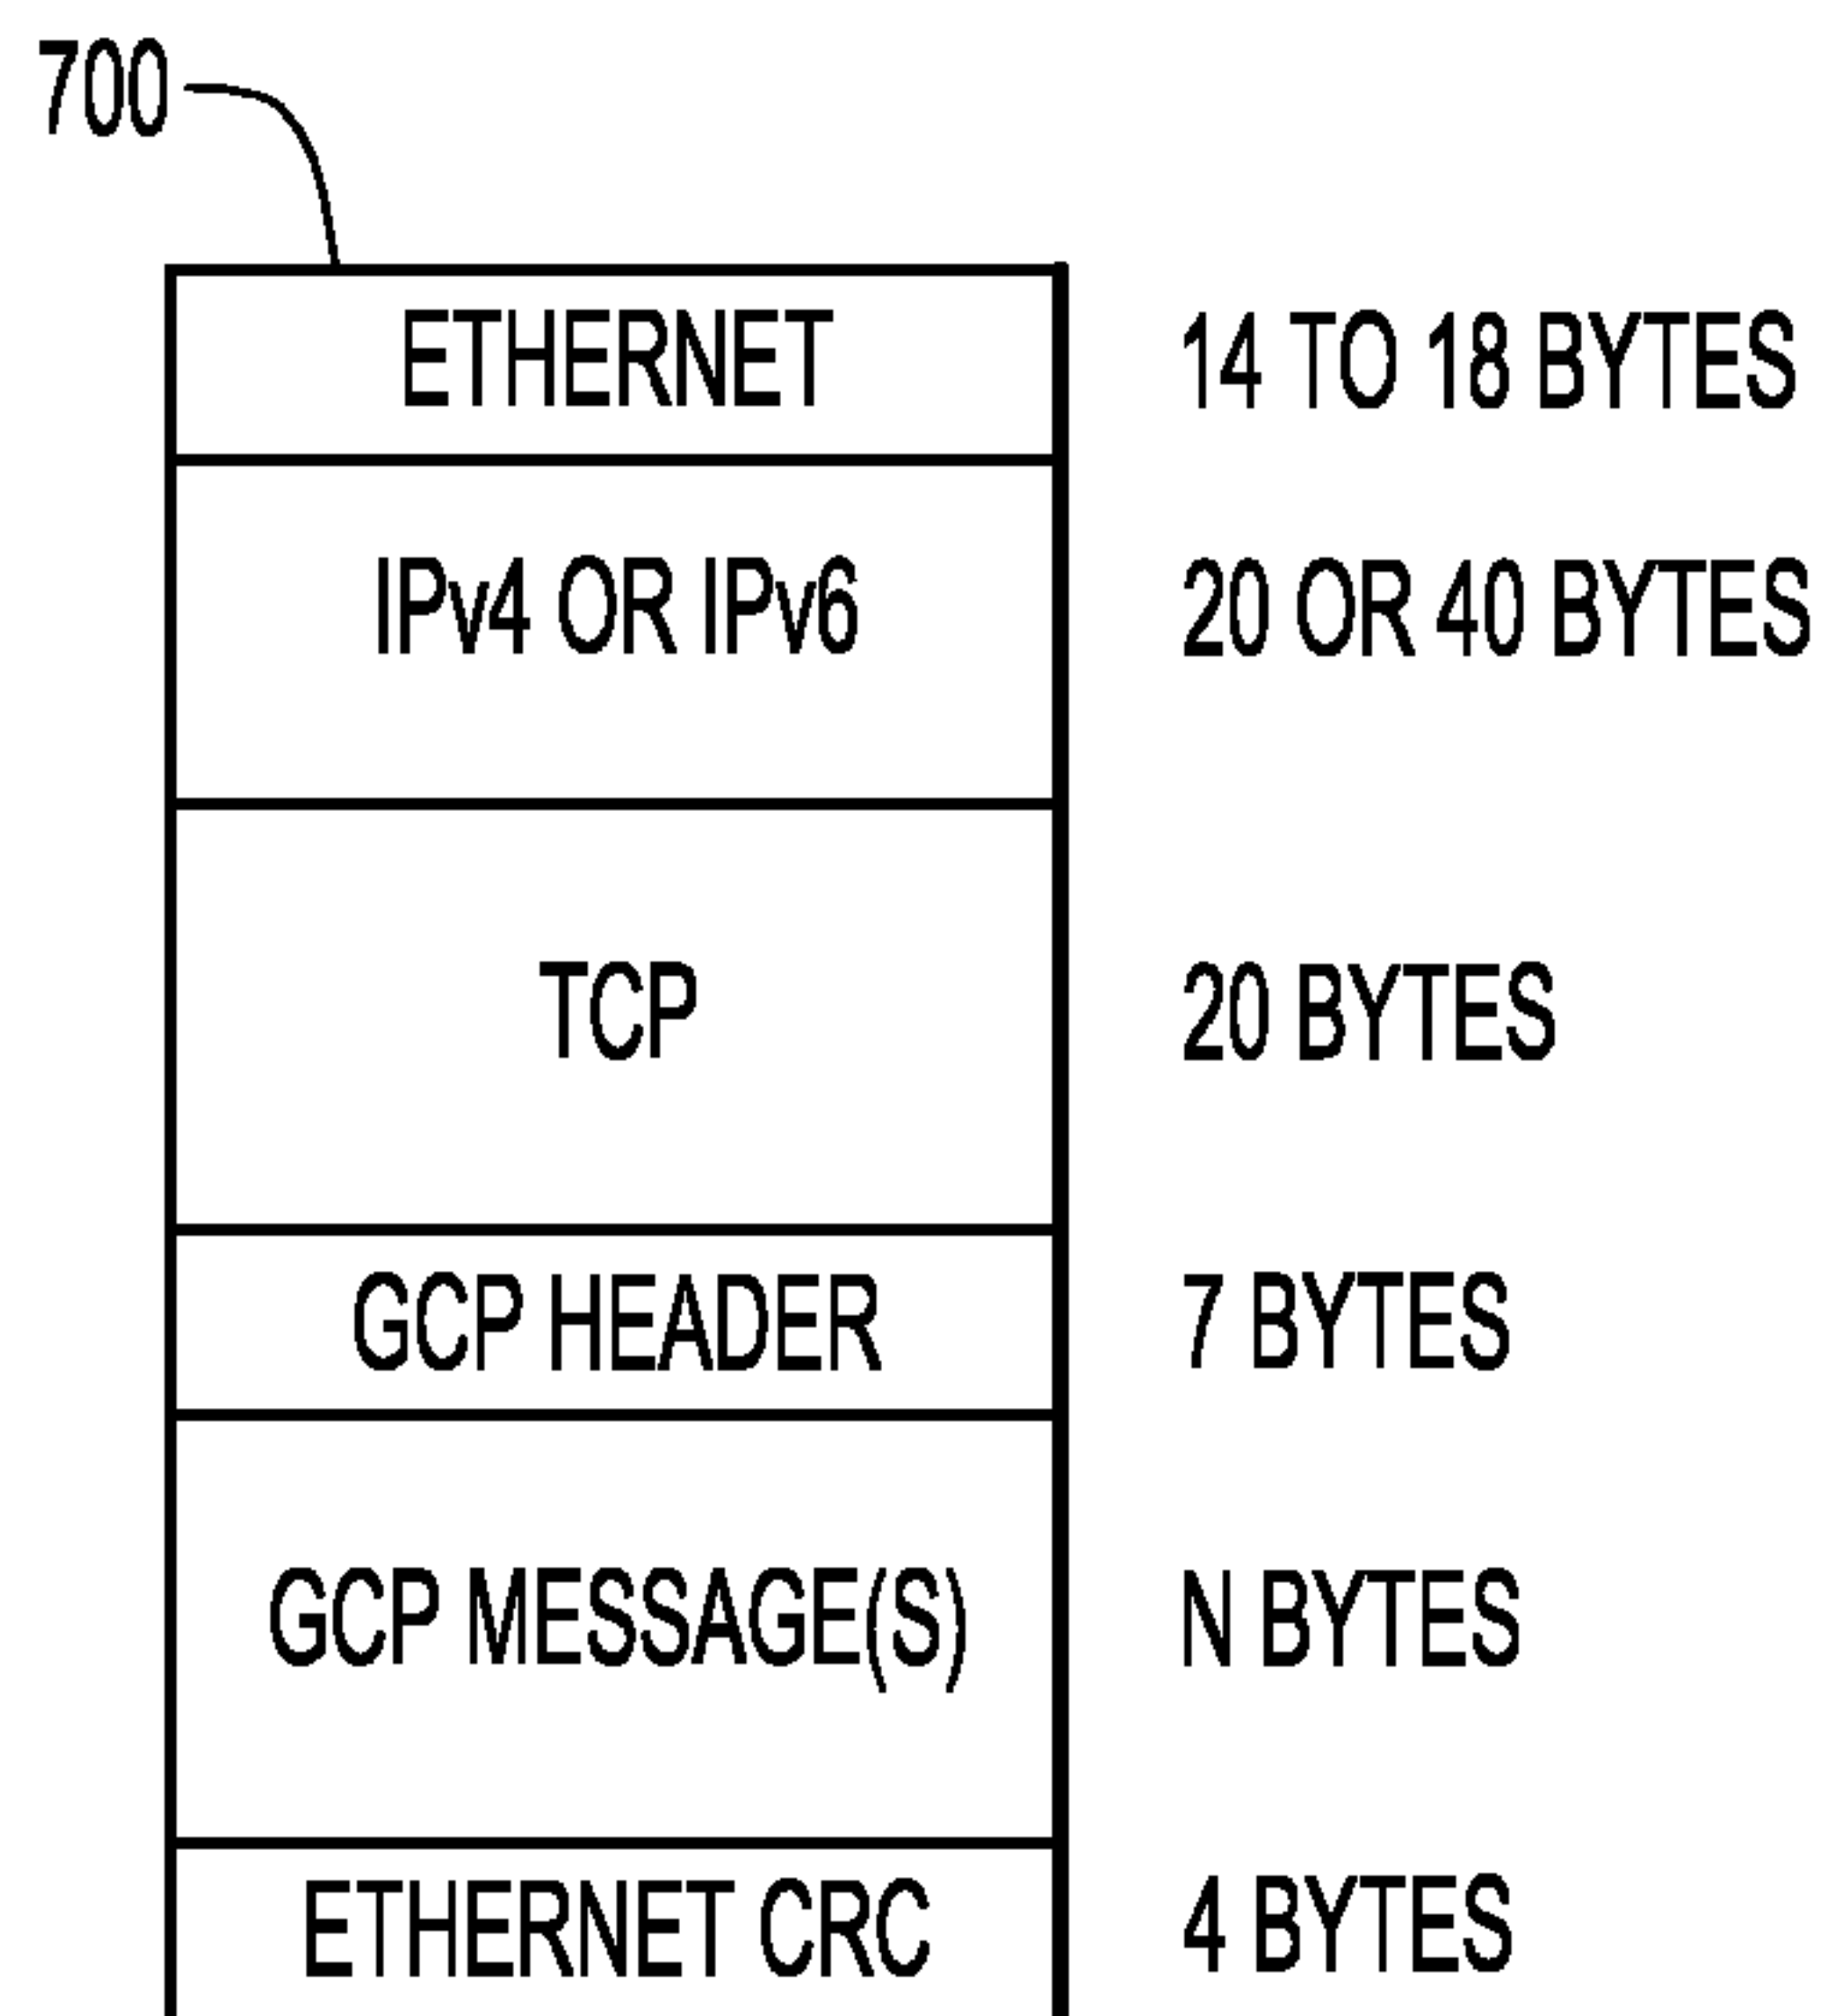 700
ETHERNET 14 TO 18 BYTES
IPv4 OR IPv6 20 OR 40 BYTES
TCP 20 BYTES
GCP HEADER 7 BYTES
GCP MESSAGE(S) N BYTES
ETHERNET CRC 4 BYTES